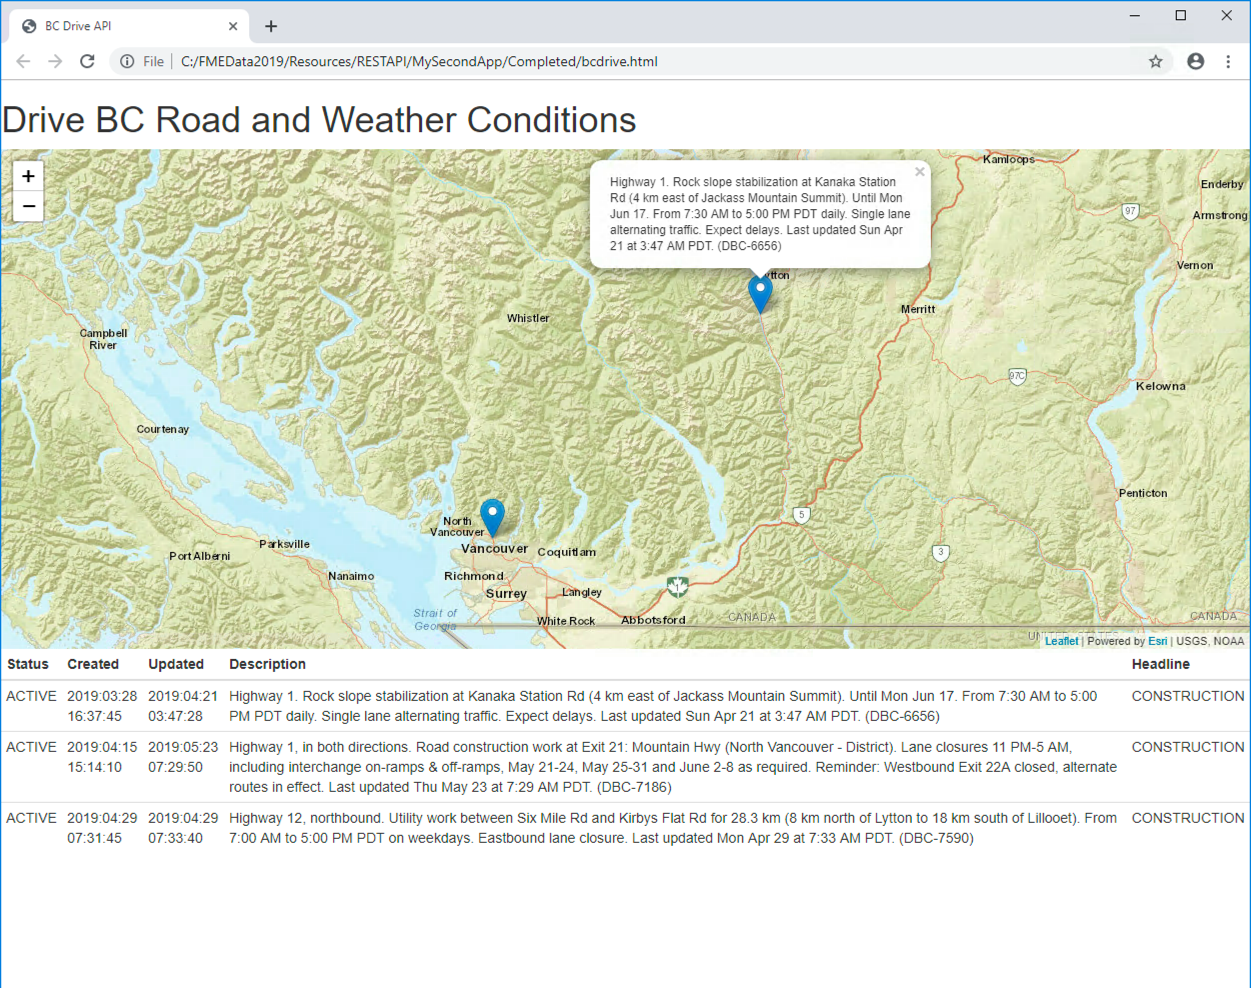 BC Drive API
File
C:/FMEData2019/Resources/RESTAPI/MySecondApp/Completed/bcdrive.html
Drive BC Road and Weather Conditions
+
−
Highway 1. Rock slope stabilization at Kanaka Station
Rd (4 km east of Jackass Mountain Summit). Until Mon
Jun 17. From 7:30 AM to 5:00 PM PDT daily. Single lane
alternating traffic. Expect delays. Last updated Sun Apr
21 at 3:47 AM PDT. (DBC-6656)
Kamloops
Enderby
97
Armstrong
Vernon
ytton
Merritt
Whistler
Campbell
River
97C
Kelowna
Courtenay
Penticton
5
North
Vancouver
3
Vancouver
Coquitlam
Parksville
Port Alberni
Nanaimo
Richmond
Surrey
Langley
1
Strait of
Georgia
White Rock
Abbotsford
CANADA
CANADA
Leaflet | Powered by Esri | USGS, NOAA
Status Created Updated Description Headline
ACTIVE 2019:03:28 2019:04:21 Highway 1. Rock slope stabilization at Kanaka Station Rd (4 km east of Jackass Mountain Summit). Until Mon Jun 17. From 7:30 AM to 5:00 CONSTRUCTION
16:37:45 03:47:28 PM PDT daily. Single lane alternating traffic. Expect delays. Last updated Sun Apr 21 at 3:47 AM PDT. (DBC-6656)
ACTIVE 2019:04:15 2019:05:23 Highway 1, in both directions. Road construction work at Exit 21: Mountain Hwy (North Vancouver - District). Lane closures 11 PM-5 AM, CONSTRUCTION
15:14:10 07:29:50 including interchange on-ramps & off-ramps, May 21-24, May 25-31 and June 2-8 as required. Reminder: Westbound Exit 22A closed, alternate
routes in effect. Last updated Thu May 23 at 7:29 AM PDT. (DBC-7186)
ACTIVE 2019:04:29 2019:04:29 Highway 12, northbound. Utility work between Six Mile Rd and Kirbys Flat Rd for 28.3 km (8 km north of Lytton to 18 km south of Lillooet). From CONSTRUCTION
07:31:45 07:33:40 7:00 AM to 5:00 PM PDT on weekdays. Eastbound lane closure. Last updated Mon Apr 29 at 7:33 AM PDT. (DBC-7590)